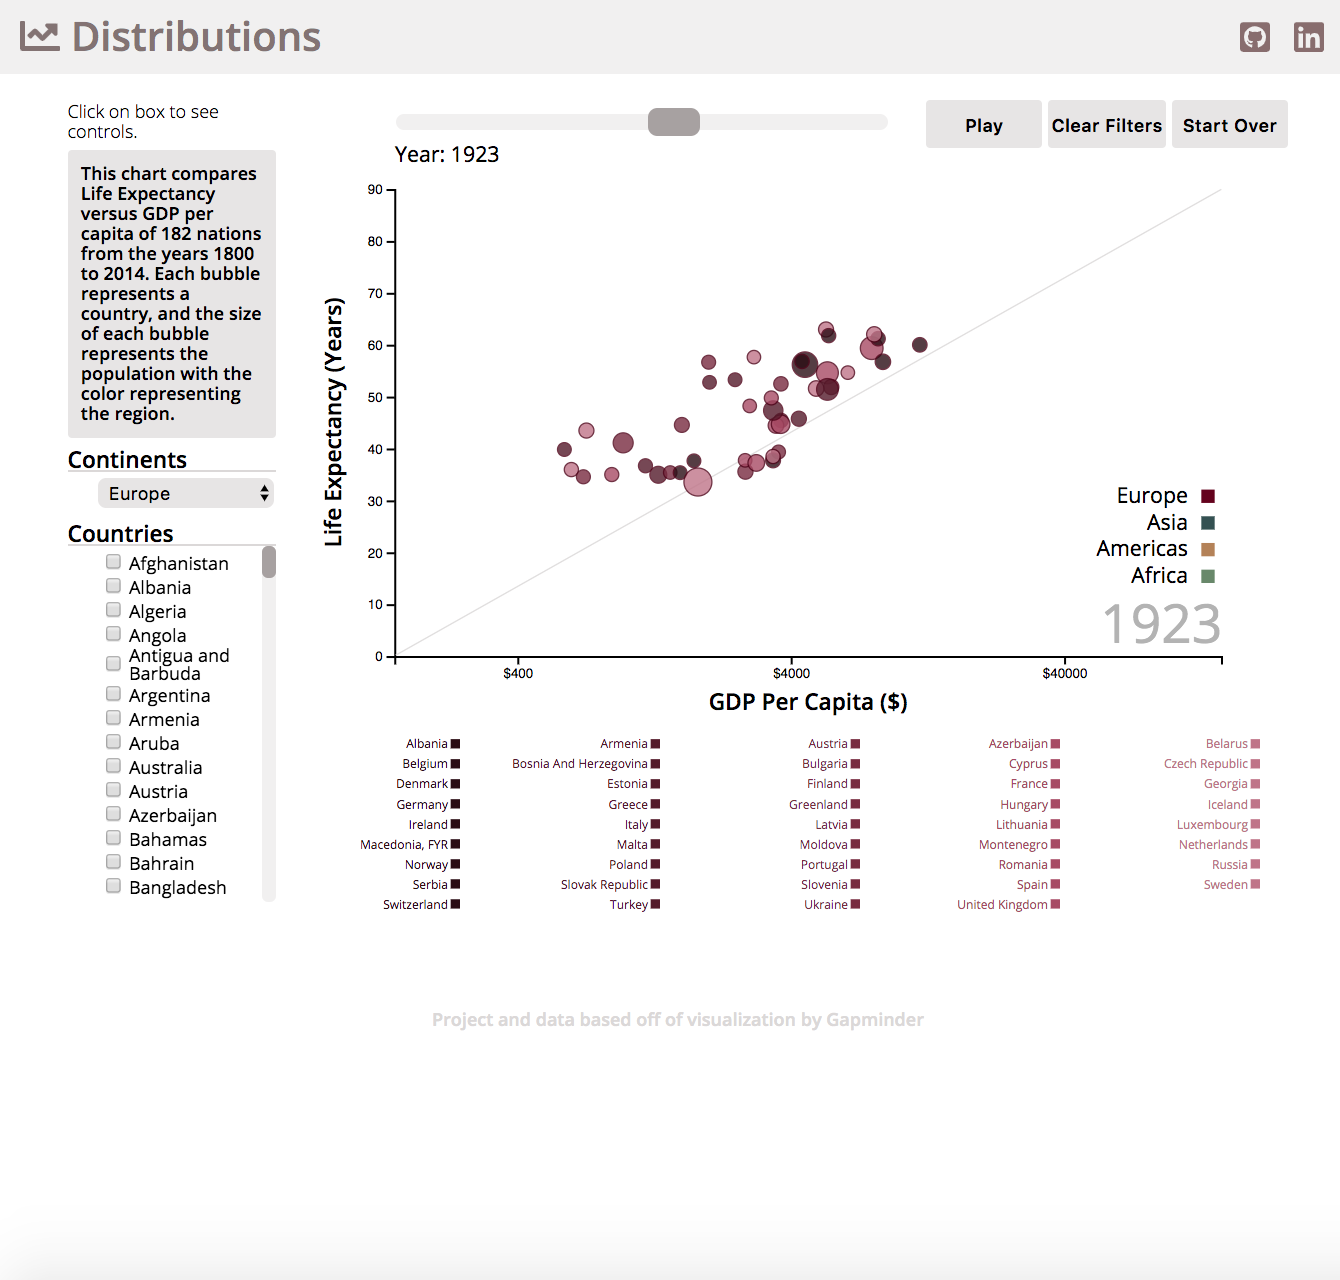 Distributions
Click on box to see
controls.
This chart compares
Life Expectancy
versus GDP per
capita of 182 nations
from the years 1800
to 2014. Each bubble
represents a
country, and the size
of each bubble
represents the
population with the
color representing
the region.
Continents
Europe
Countries
Afghanistan
Albania
Algeria
Angola
Antigua and
Barbuda
Argentina
Armenia
Aruba
Australia
Austria
Azerbaijan
Bahamas
Bahrain
Bangladesh
Play
Clear Filters
Start Over
Year: 1923
90
80
70
60
50
40
30
20
10
0
Life Expectancy (Years)
Europe
Asia
Americas
Africa
1923
$400
$4000
$40000
GDP Per Capita ($)
Albania
Armenia
Austria
Azerbaijan
Belarus
Belgium
Bosnia And Herzegovina
Bulgaria
Cyprus
Czech Republic
Denmark
Estonia
Finland
France
Georgia
Germany
Greece
Greenland
Hungary
Iceland
Ireland
Italy
Latvia
Lithuania
Luxembourg
Macedonia, FYR
Malta
Moldova
Montenegro
Netherlands
Norway
Poland
Portugal
Romania
Russia
Serbia
Slovak Republic
Slovenia
Spain
Sweden
Switzerland
Turkey
Ukraine
United Kingdom
Project and data based off of visualization by Gapminder